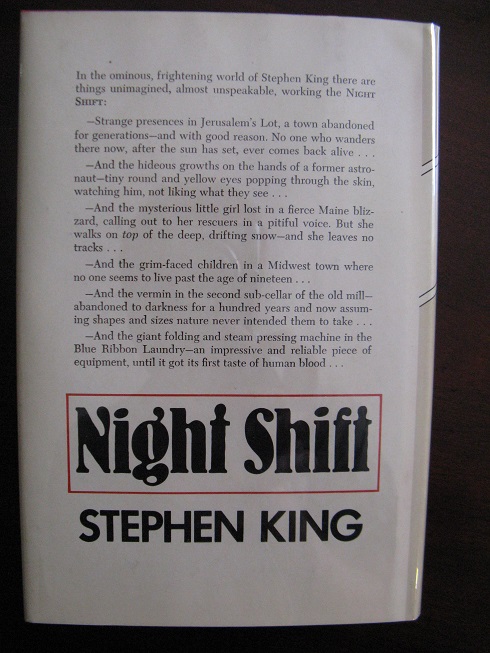 In the ominous, frightening world of Stephen King there are
things unimagined, almost unspeakable, working the NIGHT
SHIFT:
—Strange presences in Jerusalem's Lot, a town abandoned
for generations—and with good reason. No one who wanders
there now, after the sun has set, ever comes back alive . . .
—And the hideous growths on the hands of a former astro-
naut—tiny round and yellow eyes popping through the skin,
watching him, not liking what they see . . .
—And the mysterious little girl lost in a fierce Maine bliz-
zard, calling out to her rescuers in a pitiful voice. But she
walks on top of the deep, drifting snow—and she leaves no
tracks . . .
—And the grim-faced children in a Midwest town where
no one seems to live past the age of nineteen . . .
—And the vermin in the second sub-cellar of the old mill—
abandoned to darkness for a hundred years and now assum-
ing shapes and sizes nature never intended them to take . . .
—And the giant folding and steam pressing machine in the
Blue Ribbon Laundry—an impressive and reliable piece of
equipment, until it got its first taste of human blood . . .
Night Shift
STEPHEN KING